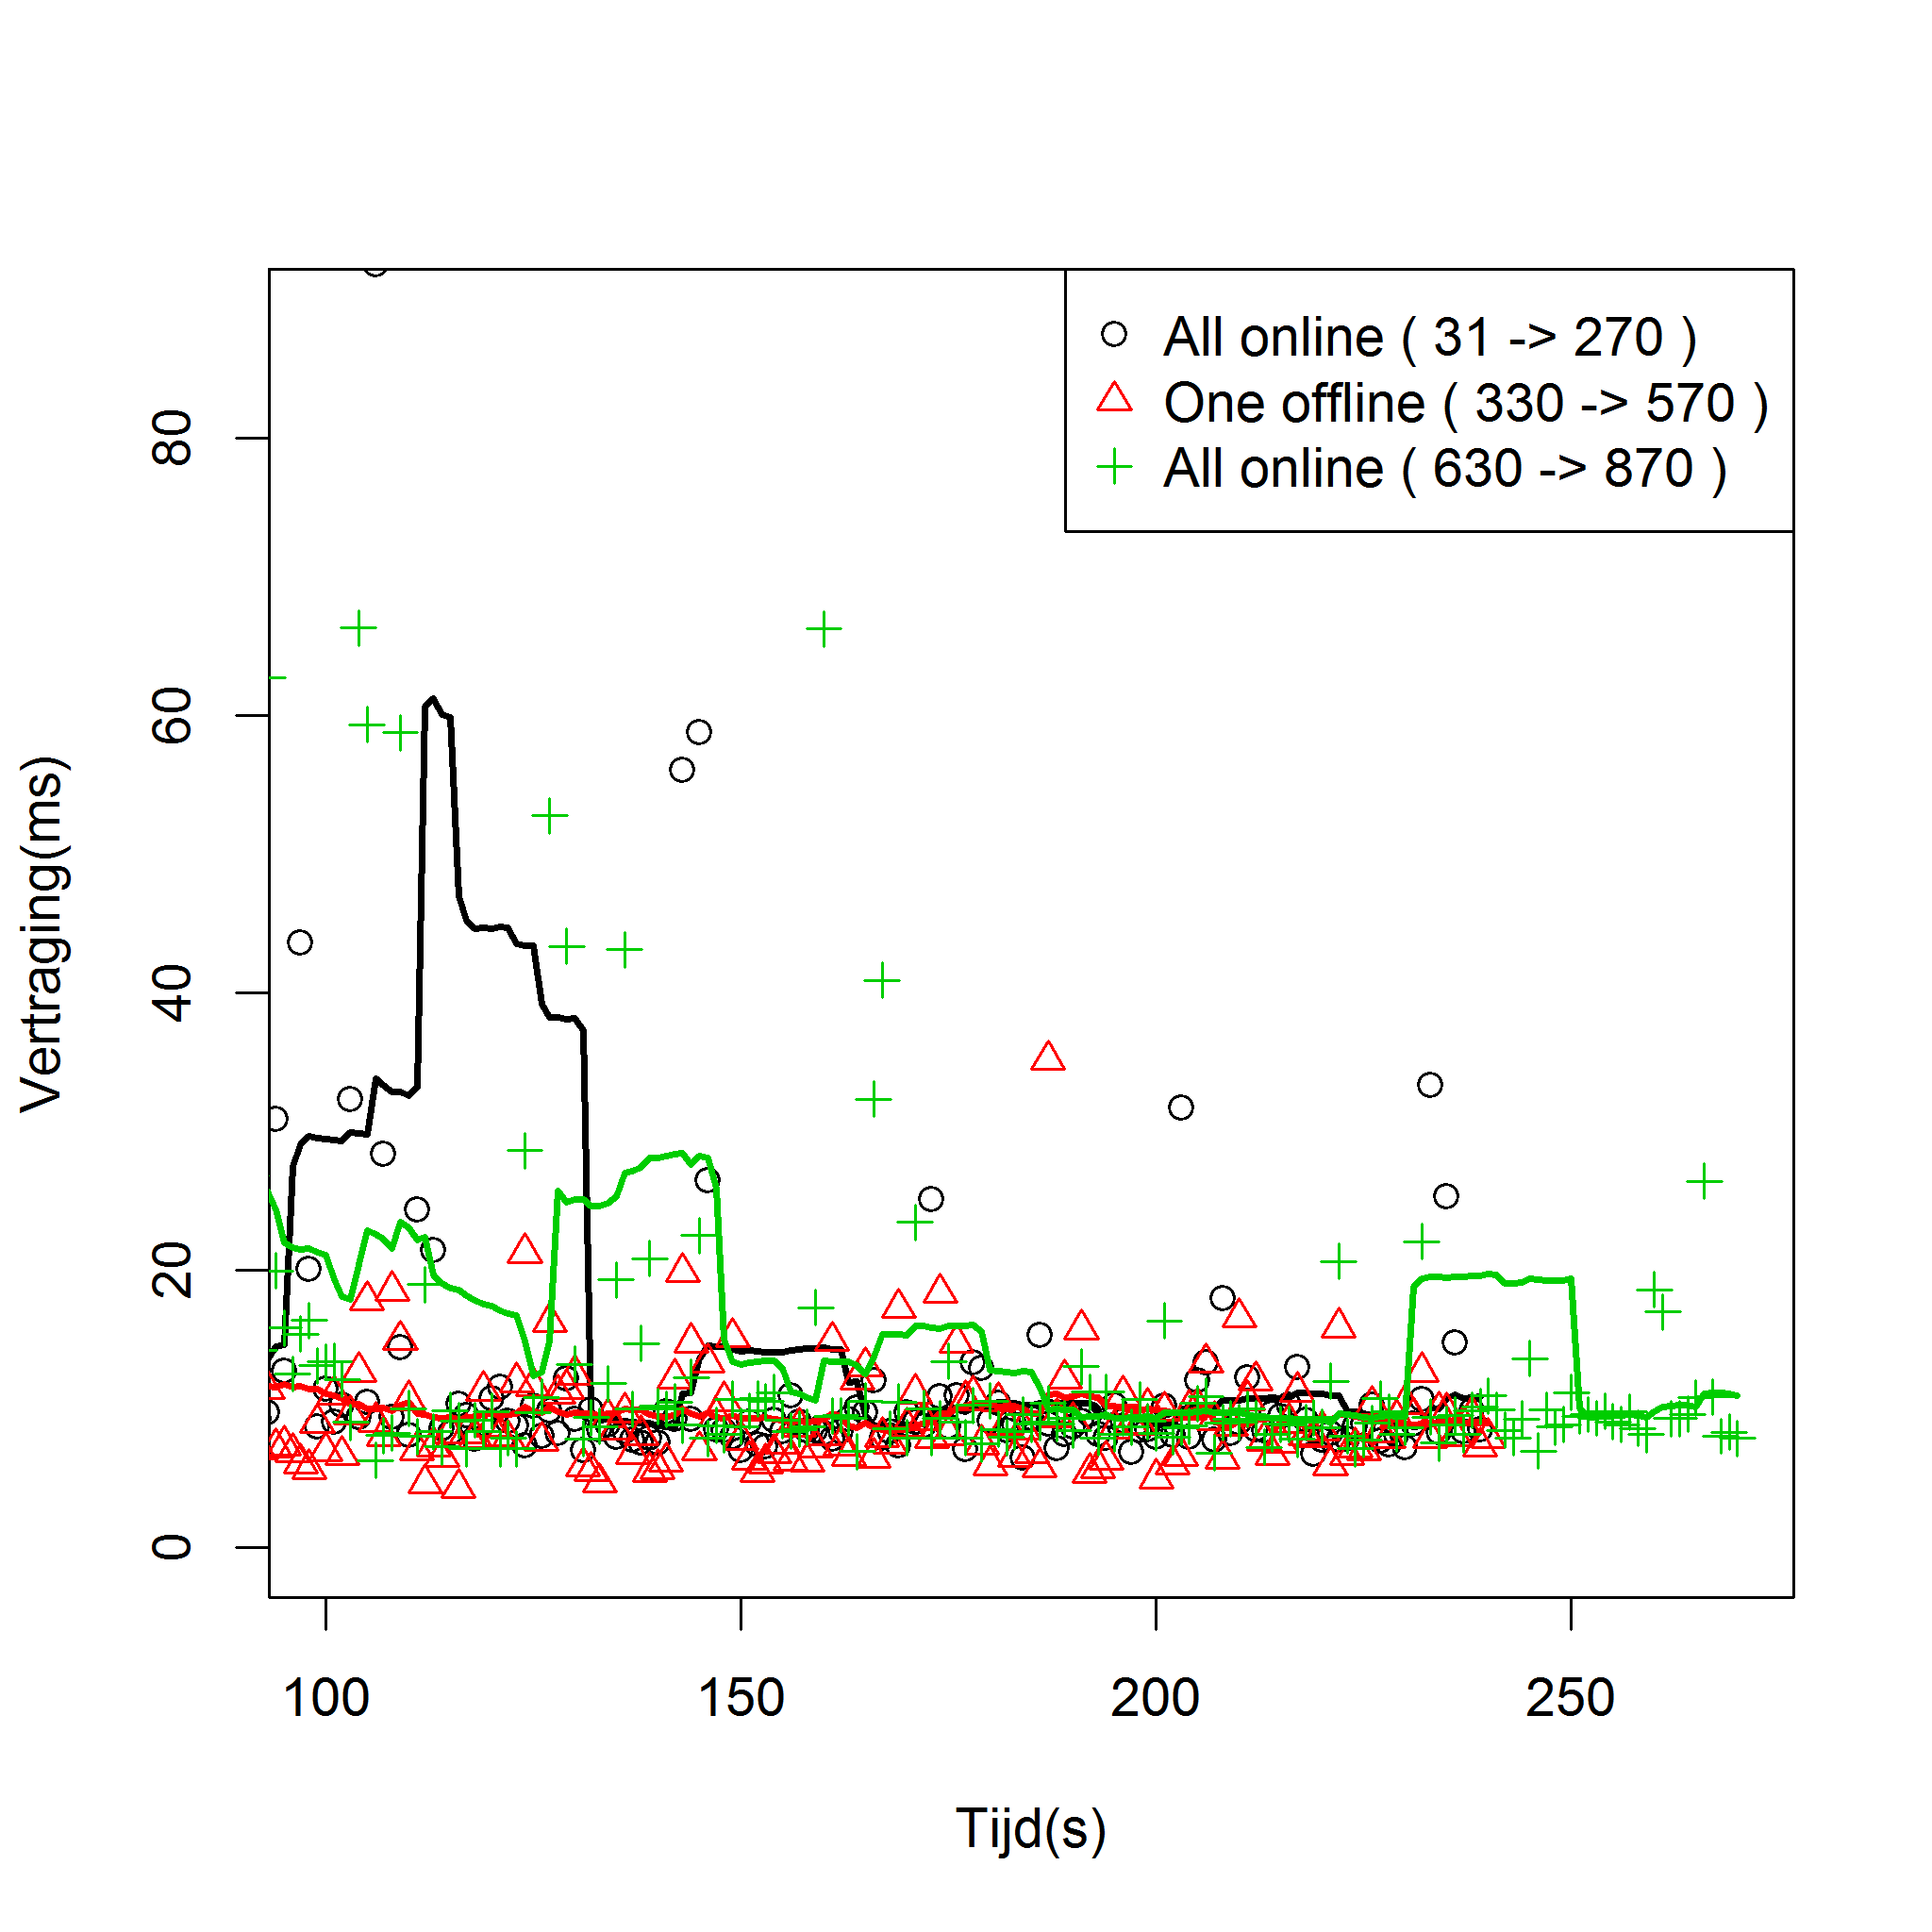 All online ( 31 -> 270 )
One offline ( 330 -> 570 )
All online ( 630 -> 870 )
Vertraging(ms)
80
60
40
20
0
100 150 200 250
Tijd(s)